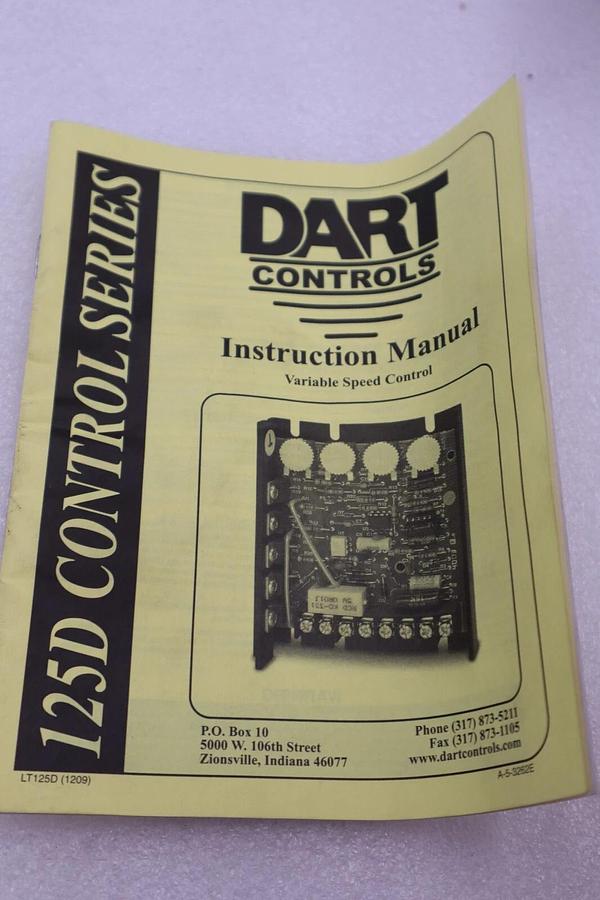 125D CONTROL SERIES
DART
CONTROLS
Instruction Manual
Variable Speed Control
P.O. Box 10
5000 W. 106th Street
Zionsville, Indiana 46077
Phone (317) 873-5211
Fax (317) 873-1105
www.dartcontrols.com
LT125D (1209)
A-5-3262E